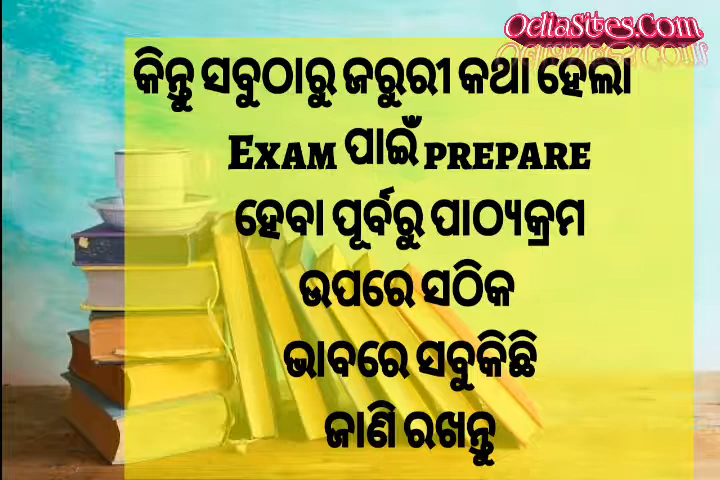 OdiaSites.Com
କିନ୍ତୁ ସବୁଠାରୁ ଜରୁରୀ କଥା ହେଲା
EXAM ପାଇଁ PREPARE
ହେବା ପୂର୍ବରୁ ପାଠ୍ୟକ୍ରମ
ଉପରେ ସଠିକ
ଭାବରେ ସବୁକିଛି
ଜାଣି ରଖନ୍ତୁ